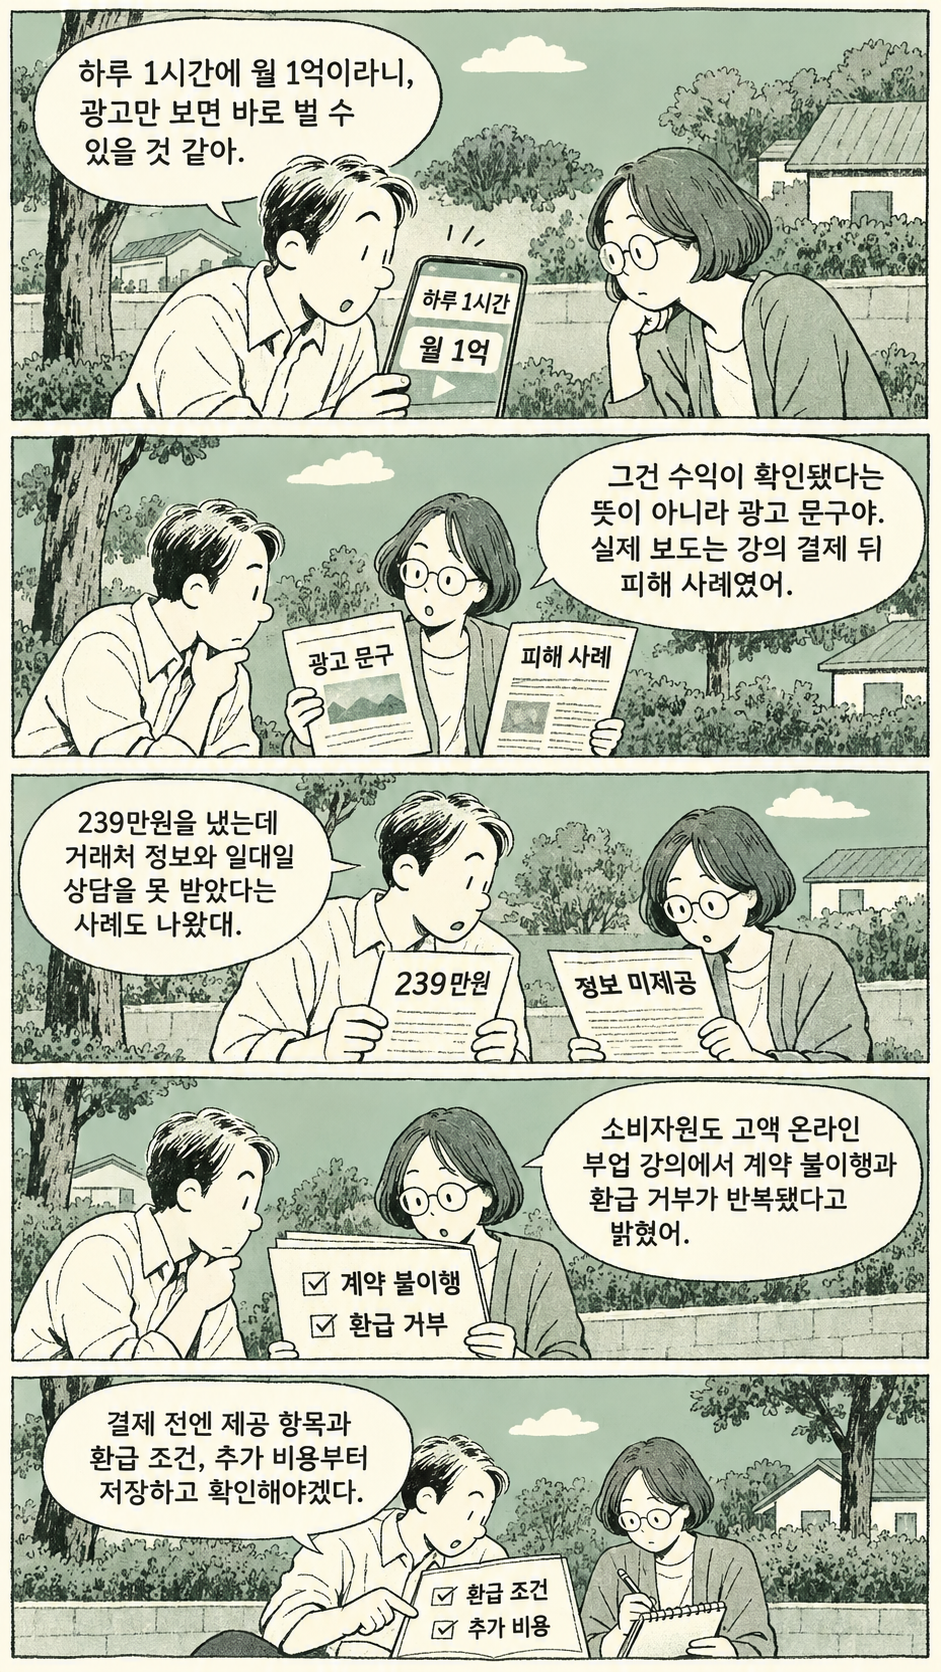 하루 1시간에 월 1억이라니,
광고만 보면 바로 벌 수
있을 것 같아.
하루 1시간
월 1억
그건 수익이 확인됐다는
뜻이 아니라 광고 문구야.
실제 보도는 강의 결제 뒤
피해 사례였어.
광고 문구
피해 사례
239만원을 냈는데
거래처 정보와 일대일
상담을 못 받았다는
사례도 나왔대.
239만원
정보 미제공
소비자원도 고액 온라인
부업 강의에서 계약 불이행과
환급 거부가 반복됐다고
밝혔어.
계약 불이행
환급 거부
결제 전엔 제공 항목과
환급 조건, 추가 비용부터
저장하고 확인해야겠다.
환급 조건
추가 비용